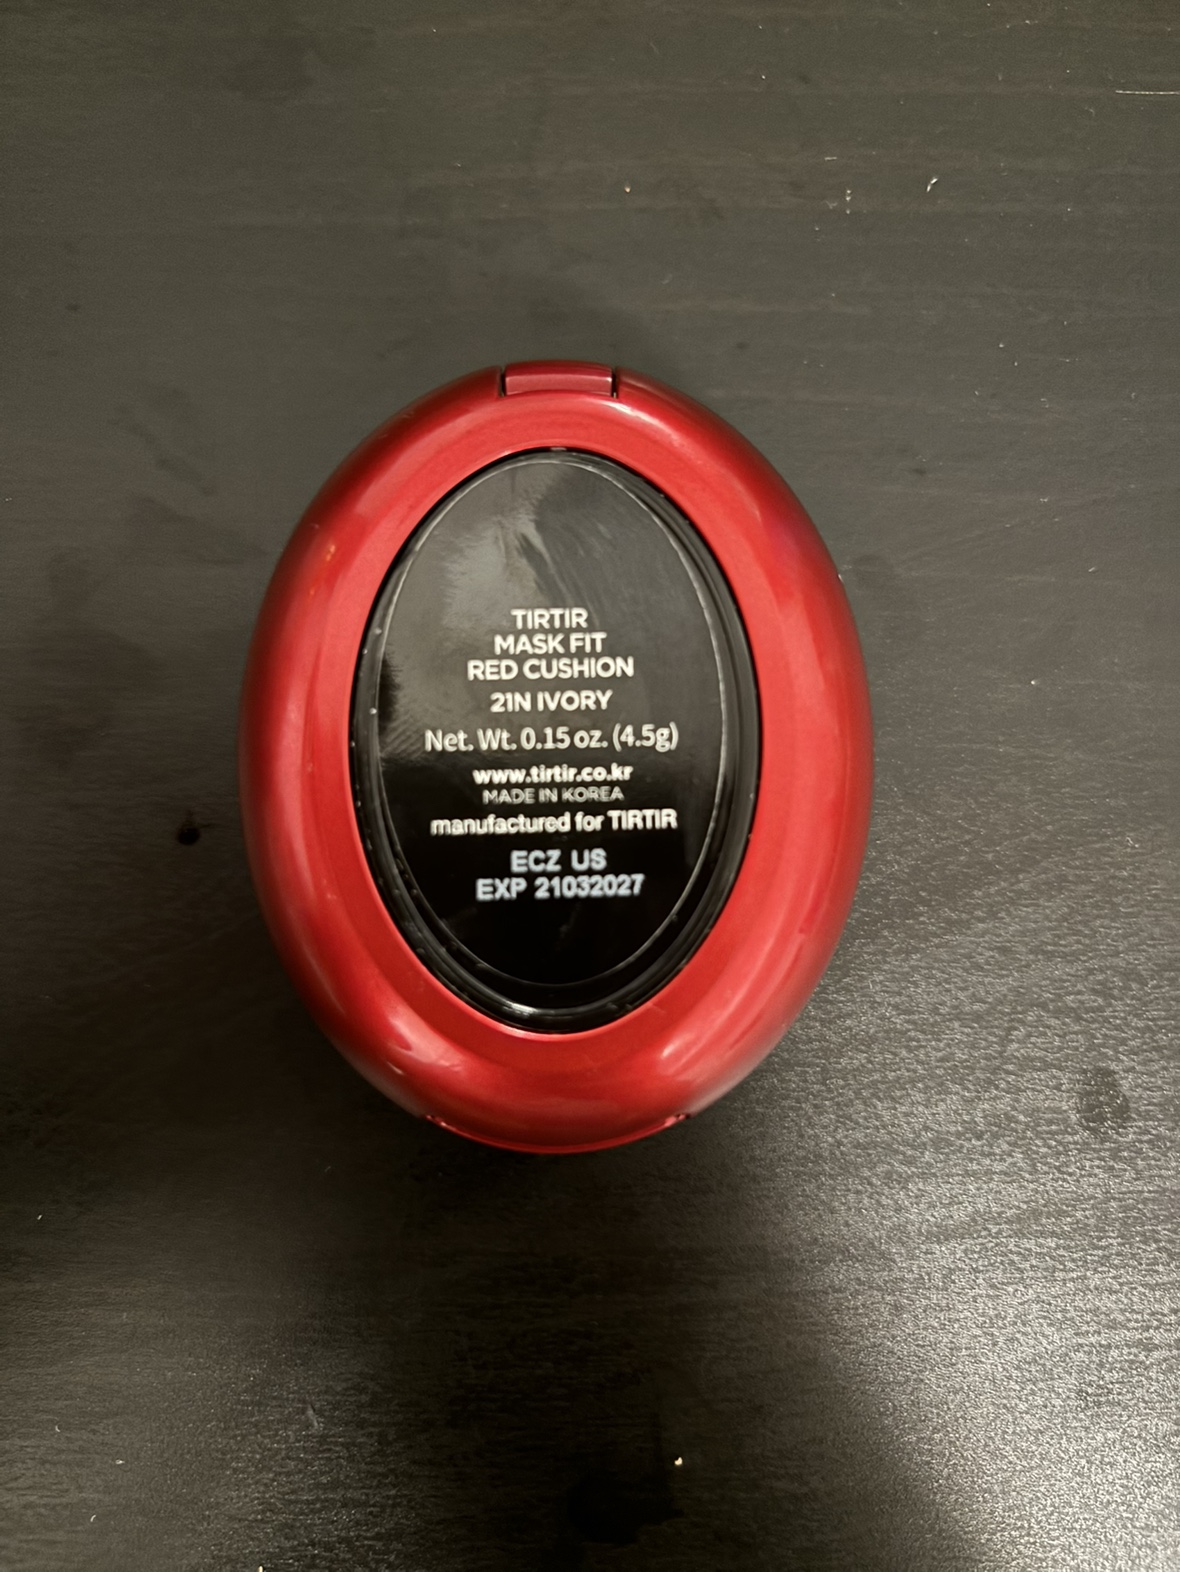 TIRTIR
MASK FIT
RED CUSHION
21N IVORY
Net. Wt. 0.15 oz. (4.5g)
www.tirtir.co.kr
MADE IN KOREA
manufactured for TIRTIR
ECZ US
EXP 21032027